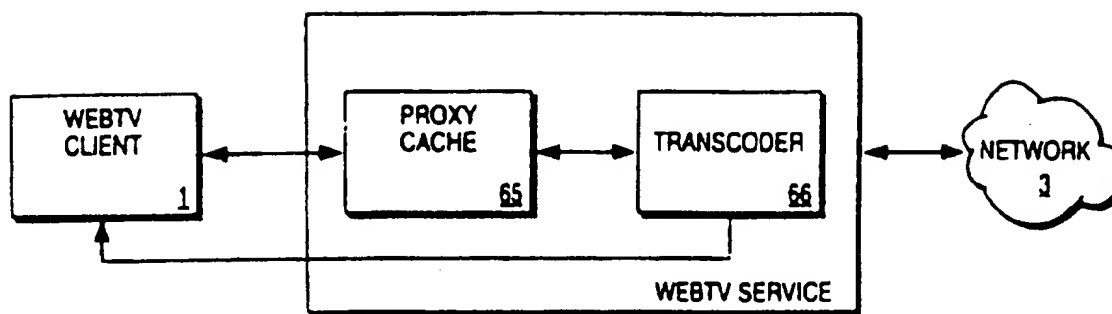 WEBTV
CLIENT
1
PROXY
CACHE
65
TRANSCODER
66
NETWORK
3
WEBTV SERVICE